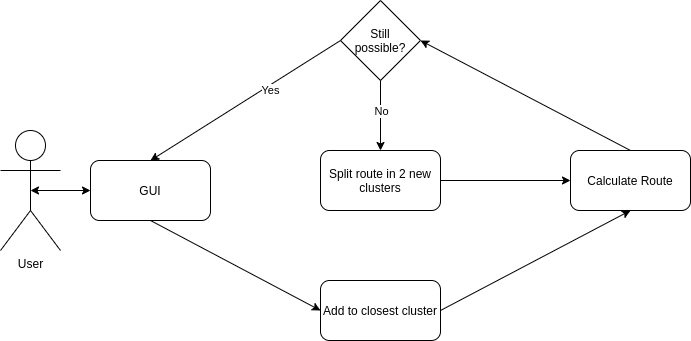 Still
possible?
Yes
No
Split route in 2 new
clusters
Calculate Route
GUI
User
Add to closest cluster